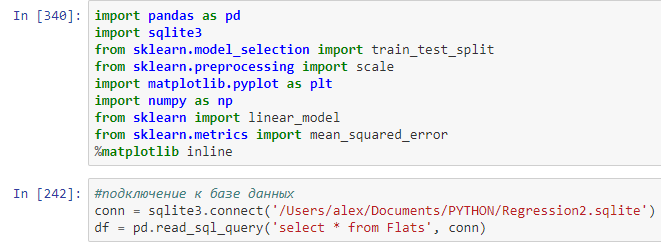 In [340]: import pandas as pd
import sqlite3
from sklearn.model_selection import train_test_split
from sklearn.preprocessing import scale
import matplotlib.pyplot as plt
import numpy as np
from sklearn import linear_model
from sklearn.metrics import mean_squared_error
%matplotlib inline
In [242]: #подключение к базе данных
conn = sqlite3.connect('/Users/alex/Documents/PYTHON/Regression2.sqlite')
df = pd.read_sql_query('select * from Flats', conn)